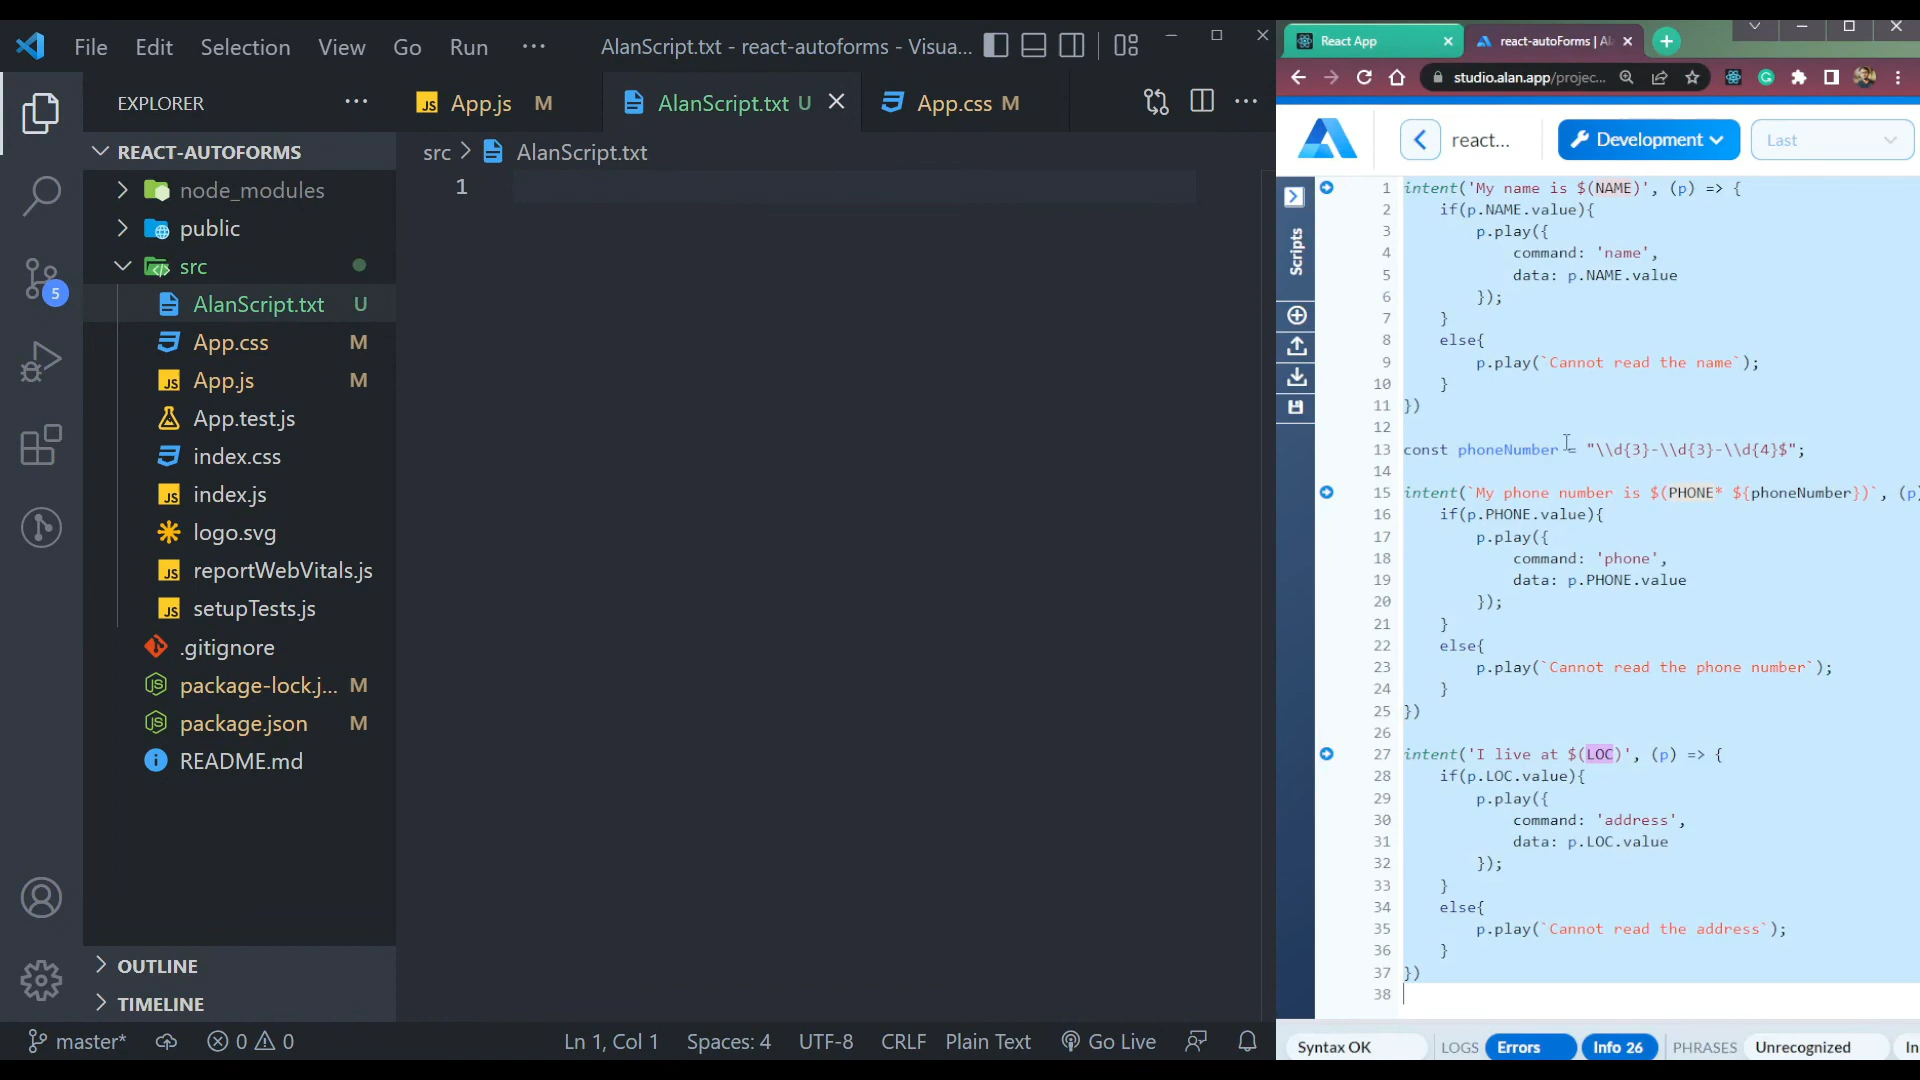 File Edit Selection View Go Run ···
AlanScript.txt - react-autoforms - Visua...
EXPLORER
REACT-AUTOFORMS
node_modules
public
src
AlanScript.txt U
App.css M
App.js M
App.test.js
index.css
index.js
logo.svg
reportWebVitals.js
setupTests.js
.gitignore
package-lock.j... M
package.json M
README.md
OUTLINE
TIMELINE
5
App.js M
AlanScript.txt U
App.css M
src > AlanScript.txt
1
master* 0 0 Ln 1, Col 1 Spaces: 4 UTF-8 CRLF Plain Text Go Live
React App
react-autoForms | Al
studio.alan.app/projec...
react...
Development
Last
Scripts
1 intent('My name is $(NAME)', (p) => {
2 if(p.NAME.value){
3 p.play({
4 command: 'name',
5 data: p.NAME.value
6 });
7 }
8 else{
9 p.play(`Cannot read the name`);
10 }
11 })
12
13 const phoneNumber = "\\d{3}-\\d{3}-\\d{4}$";
14
15 intent(`My phone number is $(PHONE* ${phoneNumber})`, (p)
16 if(p.PHONE.value){
17 p.play({
18 command: 'phone',
19 data: p.PHONE.value
20 });
21 }
22 else{
23 p.play(`Cannot read the phone number`);
24 }
25 })
26
27 intent('I live at $(LOC)', (p) => {
28 if(p.LOC.value){
29 p.play({
30 command: 'address',
31 data: p.LOC.value
32 });
33 }
34 else{
35 p.play(`Cannot read the address`);
36 }
37 })
38
Syntax OK LOGS Errors Info 26 PHRASES Unrecognized In